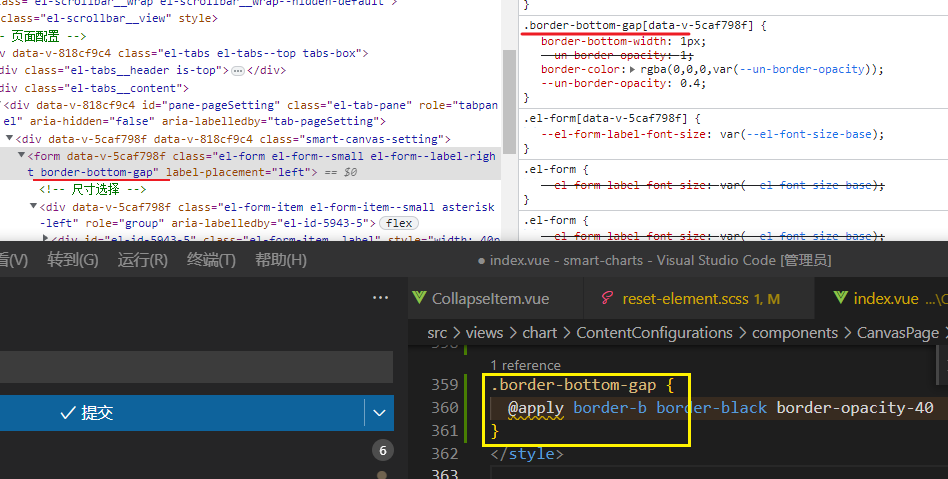 class="el-scrollbar__wrap el-scrollbar__wrap--hidden-default">
class="el-scrollbar__view" style>
- 页面配置 -->
v data-v-818cf9c4 class="el-tabs el-tabs--top tabs-box">
div class="el-tabs__header is-top">⋯</div>
div class="el-tabs__content">
<div data-v-818cf9c4 id="pane-pageSetting" class="el-tab-pane" role="tabpan
el" aria-hidden="false" aria-labelledby="tab-pageSetting">
▼<div data-v-5caf798f data-v-818cf9c4 class="smart-canvas-setting">
▼<form data-v-5caf798f class="el-form el-form--small el-form--label-righ
t border-bottom-gap" label-placement="left"> == $0
<!-- 尺寸选择 -->
▼<div data-v-5caf798f class="el-form-item el-form-item--small asterisk
-left" role="group" aria-labelledby="el-id-5943-5"> flex
▶<div id="el-id-5943-5" class="el-form-item__label" style="width: 40p
}
.border-bottom-gap[data-v-5caf798f] {
border-bottom-width: 1px;
--un-border-opacity: 1;
border-color:▶ rgba(0,0,0,var(--un-border-opacity));
--un-border-opacity: 0.4;
}
.el-form[data-v-5caf798f] {
--el-form-label-font-size: var(--el-font-size-base);
}
.el-form {
--el-form-label-font-size: var(--el-font-size-base);
}
.el-form {
--el-form-label-font-size: var(--el-font-size-base);
看(V) 转到(G) 运行(R) 终端(T) 帮助(H) ● index.vue - smart-charts - Visual Studio Code [管理员]
⋯
CollapseItem.vue reset-element.scss 1, M index.vue ...\C
src > views > chart > ContentConfigurations > components > CanvasPage >
358
1 reference
359 .border-bottom-gap {
360 @apply border-b border-black border-opacity-40
361 }
362 </style>
363
✓ 提交
6